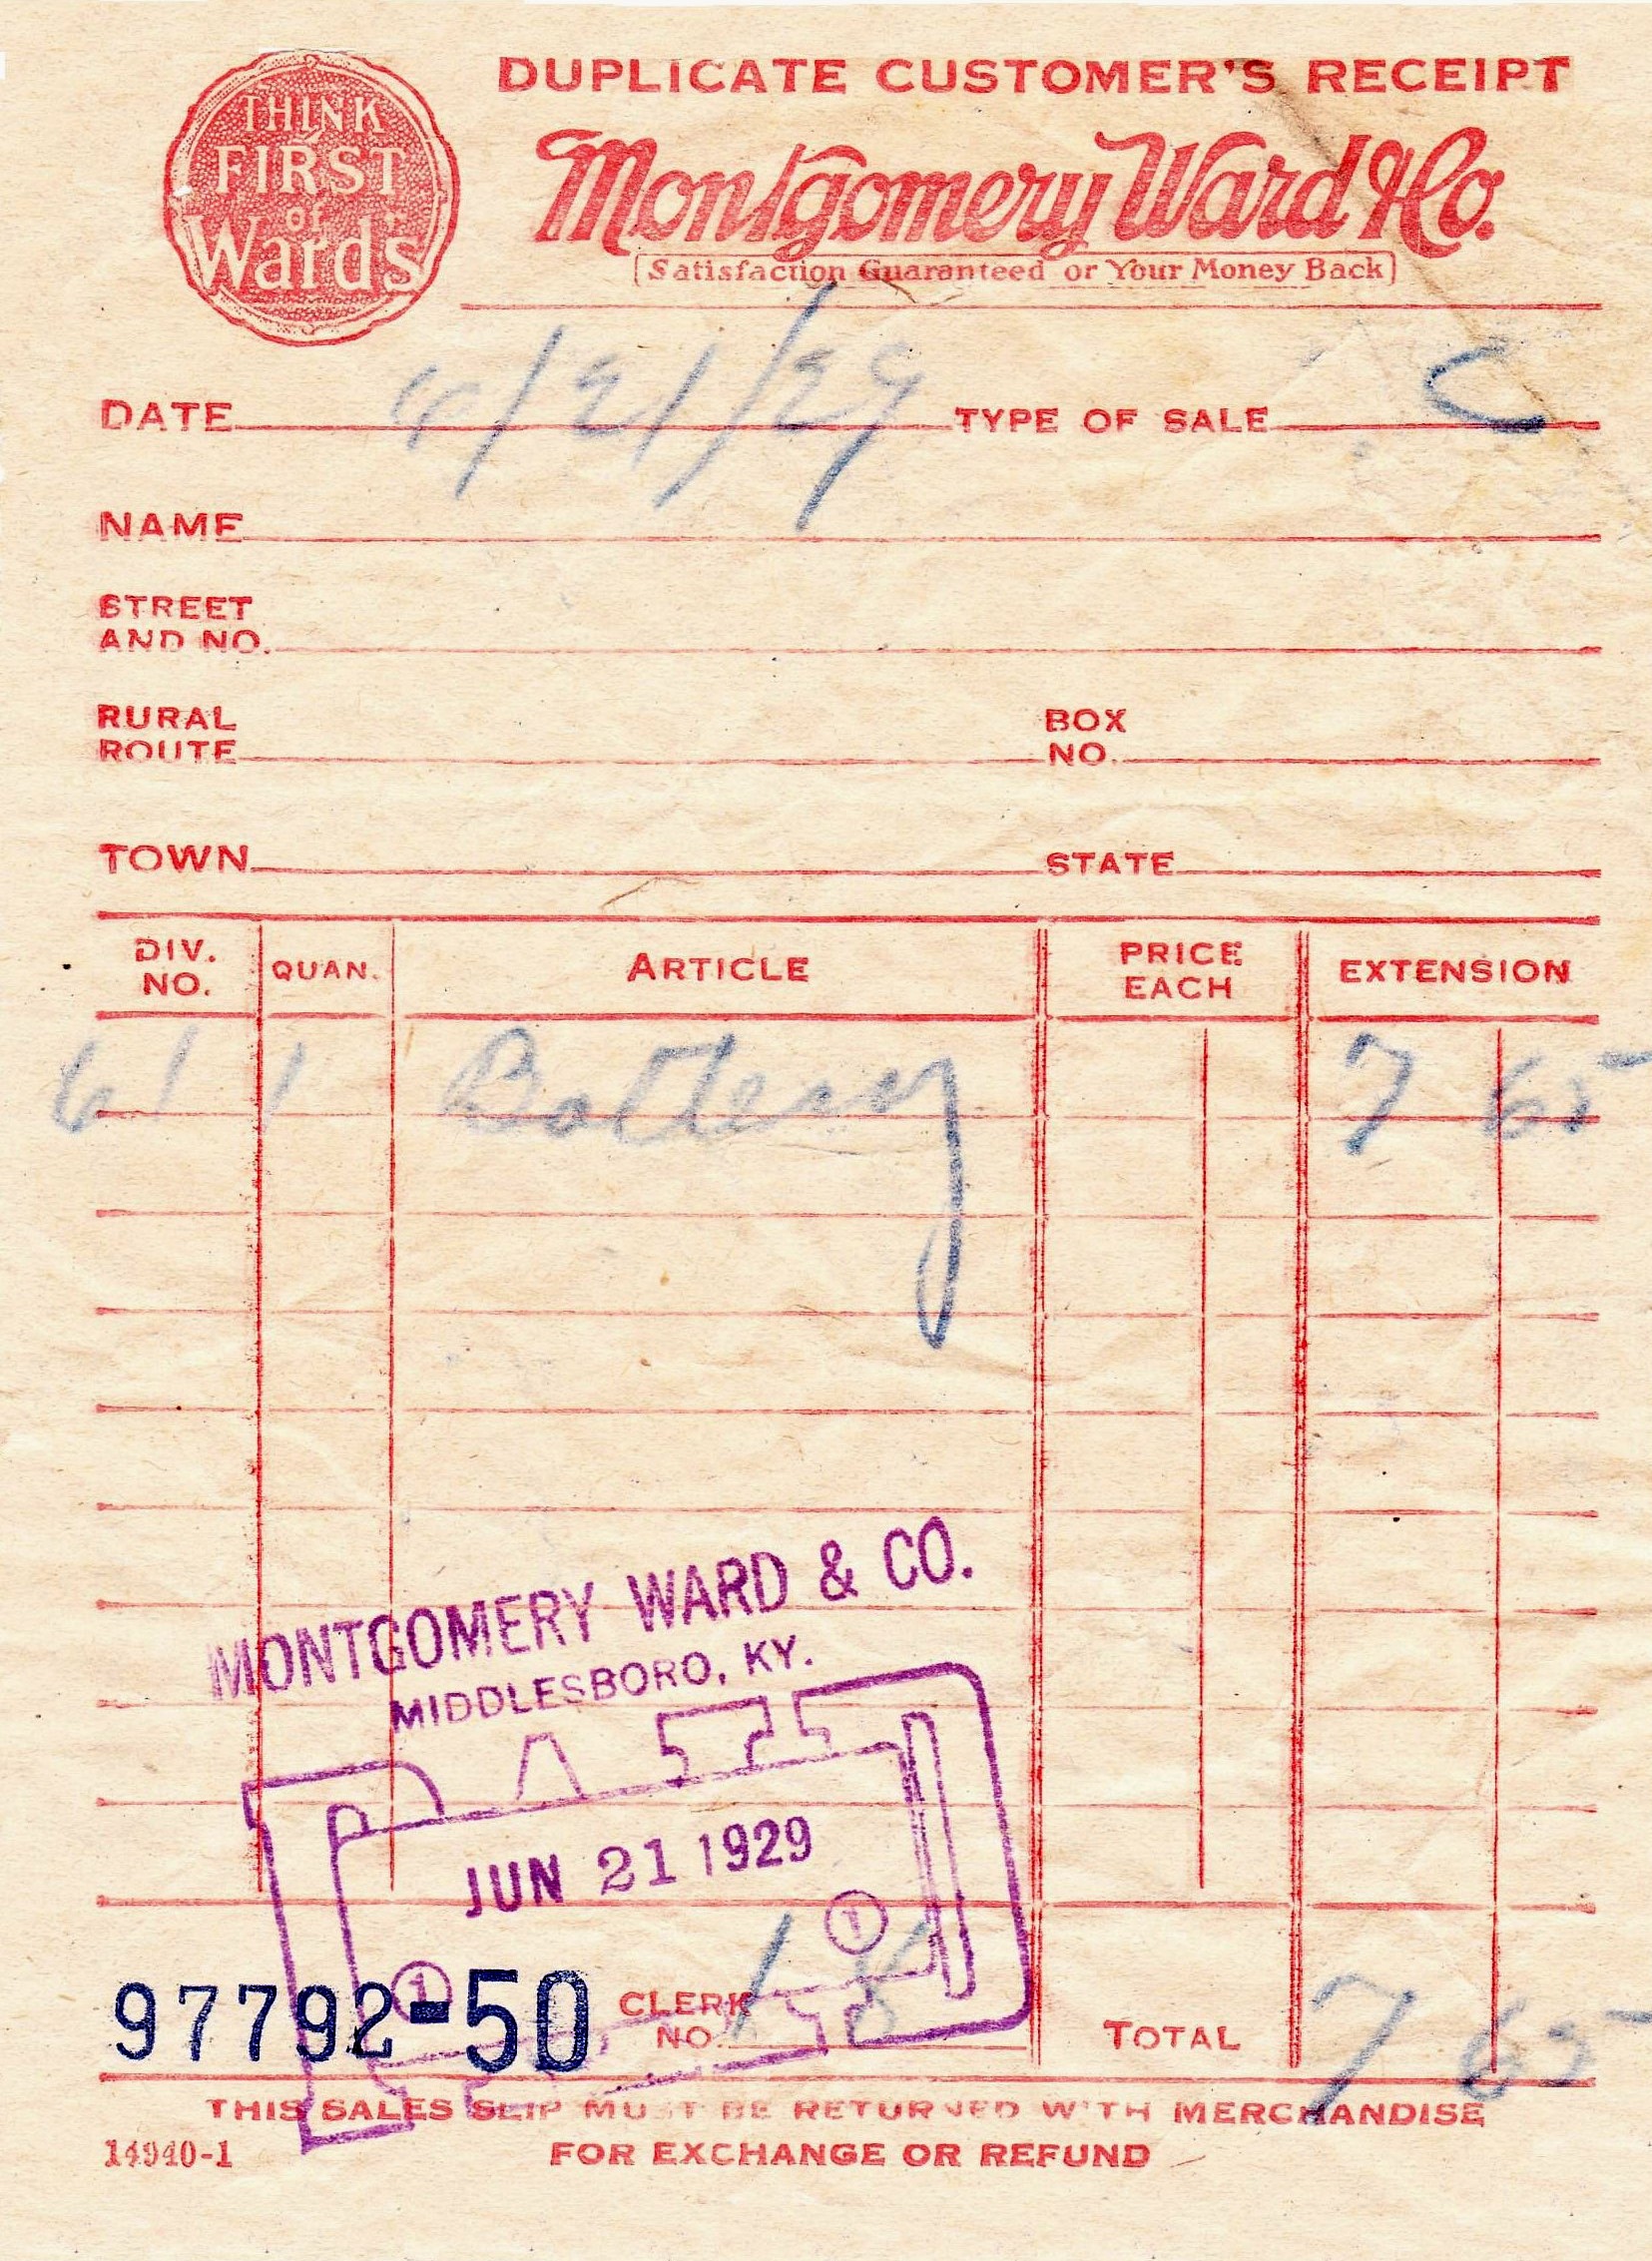 THINK
FIRST
of
Wards
DUPLICATE CUSTOMER'S RECEIPT
Montgomery Ward & Co.
Satisfaction Guaranteed or Your Money Back
DATE 6/21/29 TYPE OF SALE C
NAME
STREET
AND NO.
RURAL
ROUTE
BOX
NO.
TOWN STATE
DIV.
NO.
QUAN.
ARTICLE
PRICE
EACH
EXTENSION
61 1 Battery 7 65
MONTGOMERY WARD & CO.
MIDDLESBORO, KY.
JUN 21 1929
1
1
97792-50
CLERK
NO. 18
TOTAL 7 65
THIS SALES SLIP MUST BE RETURNED WITH MERCHANDISE
14940-1 FOR EXCHANGE OR REFUND